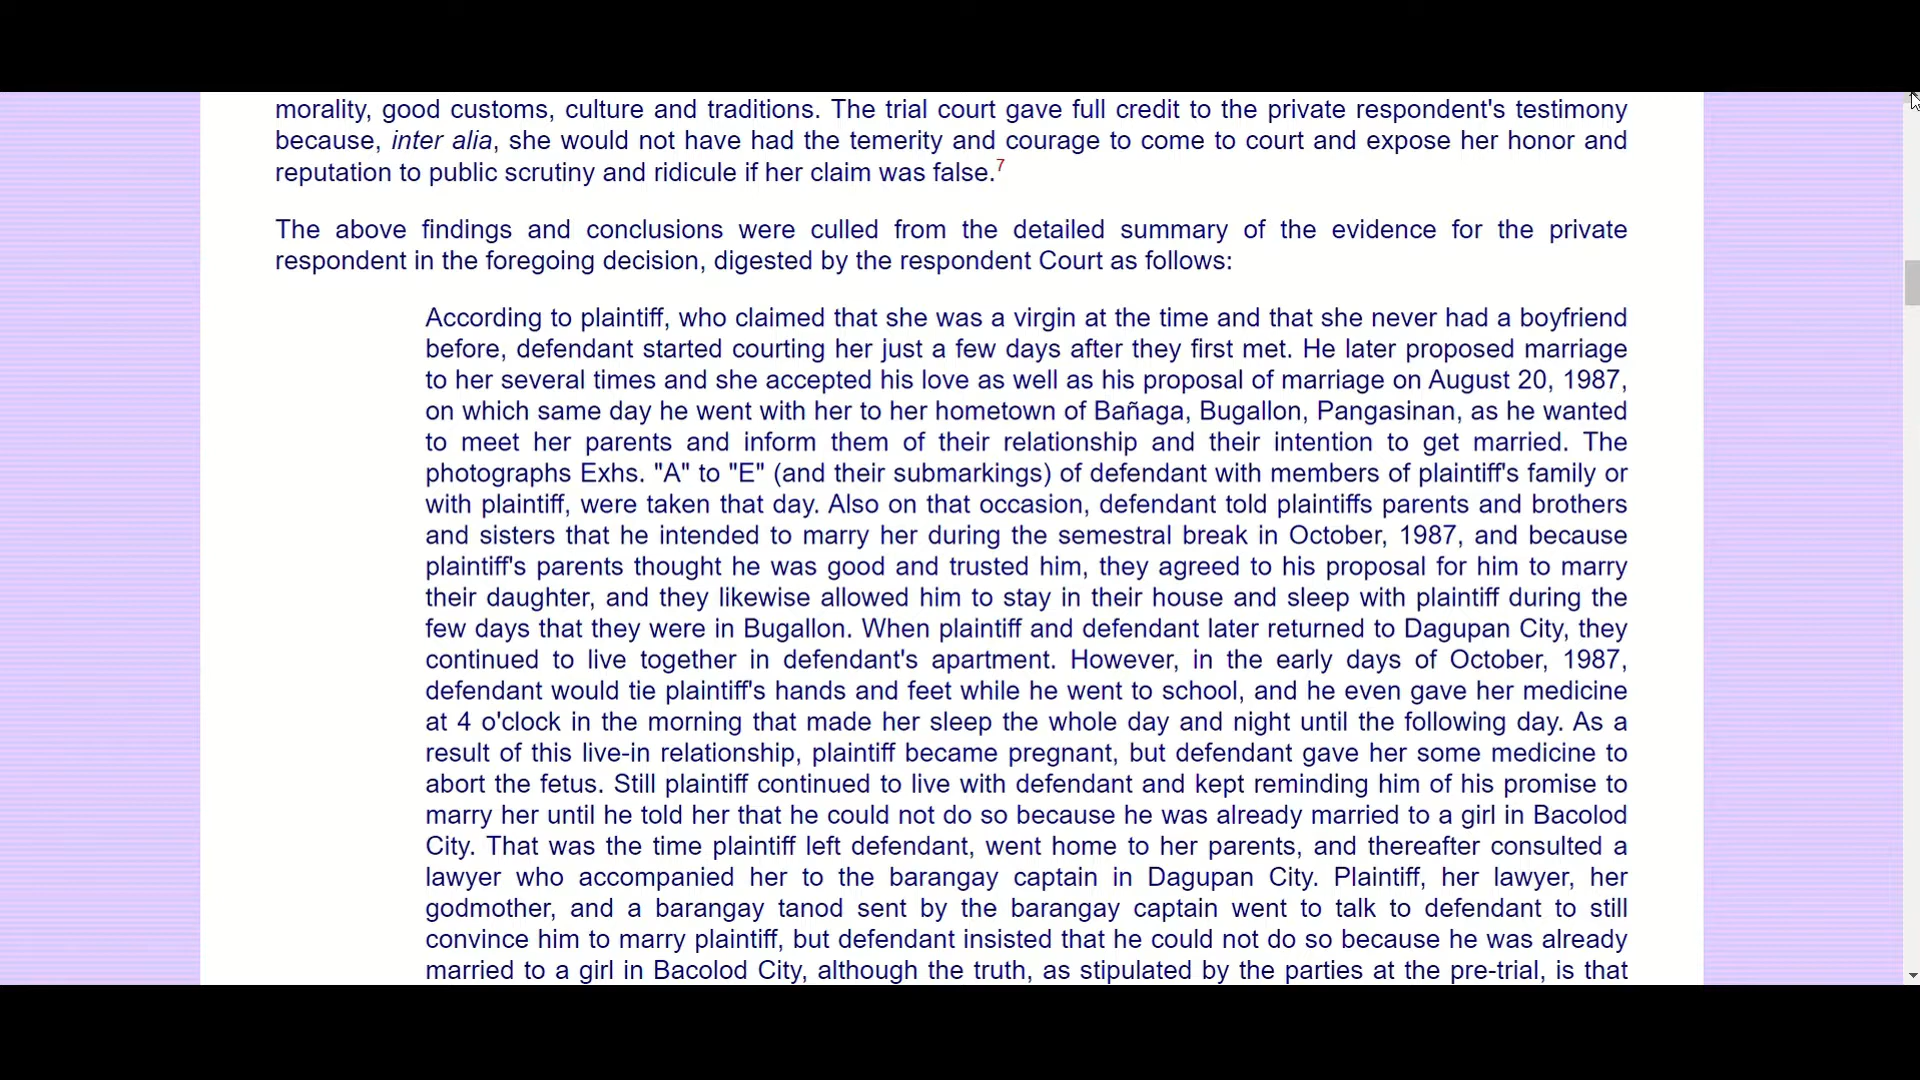 morality, good customs, culture and traditions. The trial court gave full credit to the private respondent's testimony
because, inter alia, she would not have had the temerity and courage to come to court and expose her honor and
reputation to public scrutiny and ridicule if her claim was false.7
The above findings and conclusions were culled from the detailed summary of the evidence for the private
respondent in the foregoing decision, digested by the respondent Court as follows:
According to plaintiff, who claimed that she was a virgin at the time and that she never had a boyfriend
before, defendant started courting her just a few days after they first met. He later proposed marriage
to her several times and she accepted his love as well as his proposal of marriage on August 20, 1987,
on which same day he went with her to her hometown of Bañaga, Bugallon, Pangasinan, as he wanted
to meet her parents and inform them of their relationship and their intention to get married. The
photographs Exhs. "A" to "E" (and their submarkings) of defendant with members of plaintiff's family or
with plaintiff, were taken that day. Also on that occasion, defendant told plaintiffs parents and brothers
and sisters that he intended to marry her during the semestral break in October, 1987, and because
plaintiff's parents thought he was good and trusted him, they agreed to his proposal for him to marry
their daughter, and they likewise allowed him to stay in their house and sleep with plaintiff during the
few days that they were in Bugallon. When plaintiff and defendant later returned to Dagupan City, they
continued to live together in defendant's apartment. However, in the early days of October, 1987,
defendant would tie plaintiff's hands and feet while he went to school, and he even gave her medicine
at 4 o'clock in the morning that made her sleep the whole day and night until the following day. As a
result of this live-in relationship, plaintiff became pregnant, but defendant gave her some medicine to
abort the fetus. Still plaintiff continued to live with defendant and kept reminding him of his promise to
marry her until he told her that he could not do so because he was already married to a girl in Bacolod
City. That was the time plaintiff left defendant, went home to her parents, and thereafter consulted a
lawyer who accompanied her to the barangay captain in Dagupan City. Plaintiff, her lawyer, her
godmother, and a barangay tanod sent by the barangay captain went to talk to defendant to still
convince him to marry plaintiff, but defendant insisted that he could not do so because he was already
married to a girl in Bacolod City, although the truth, as stipulated by the parties at the pre-trial, is that